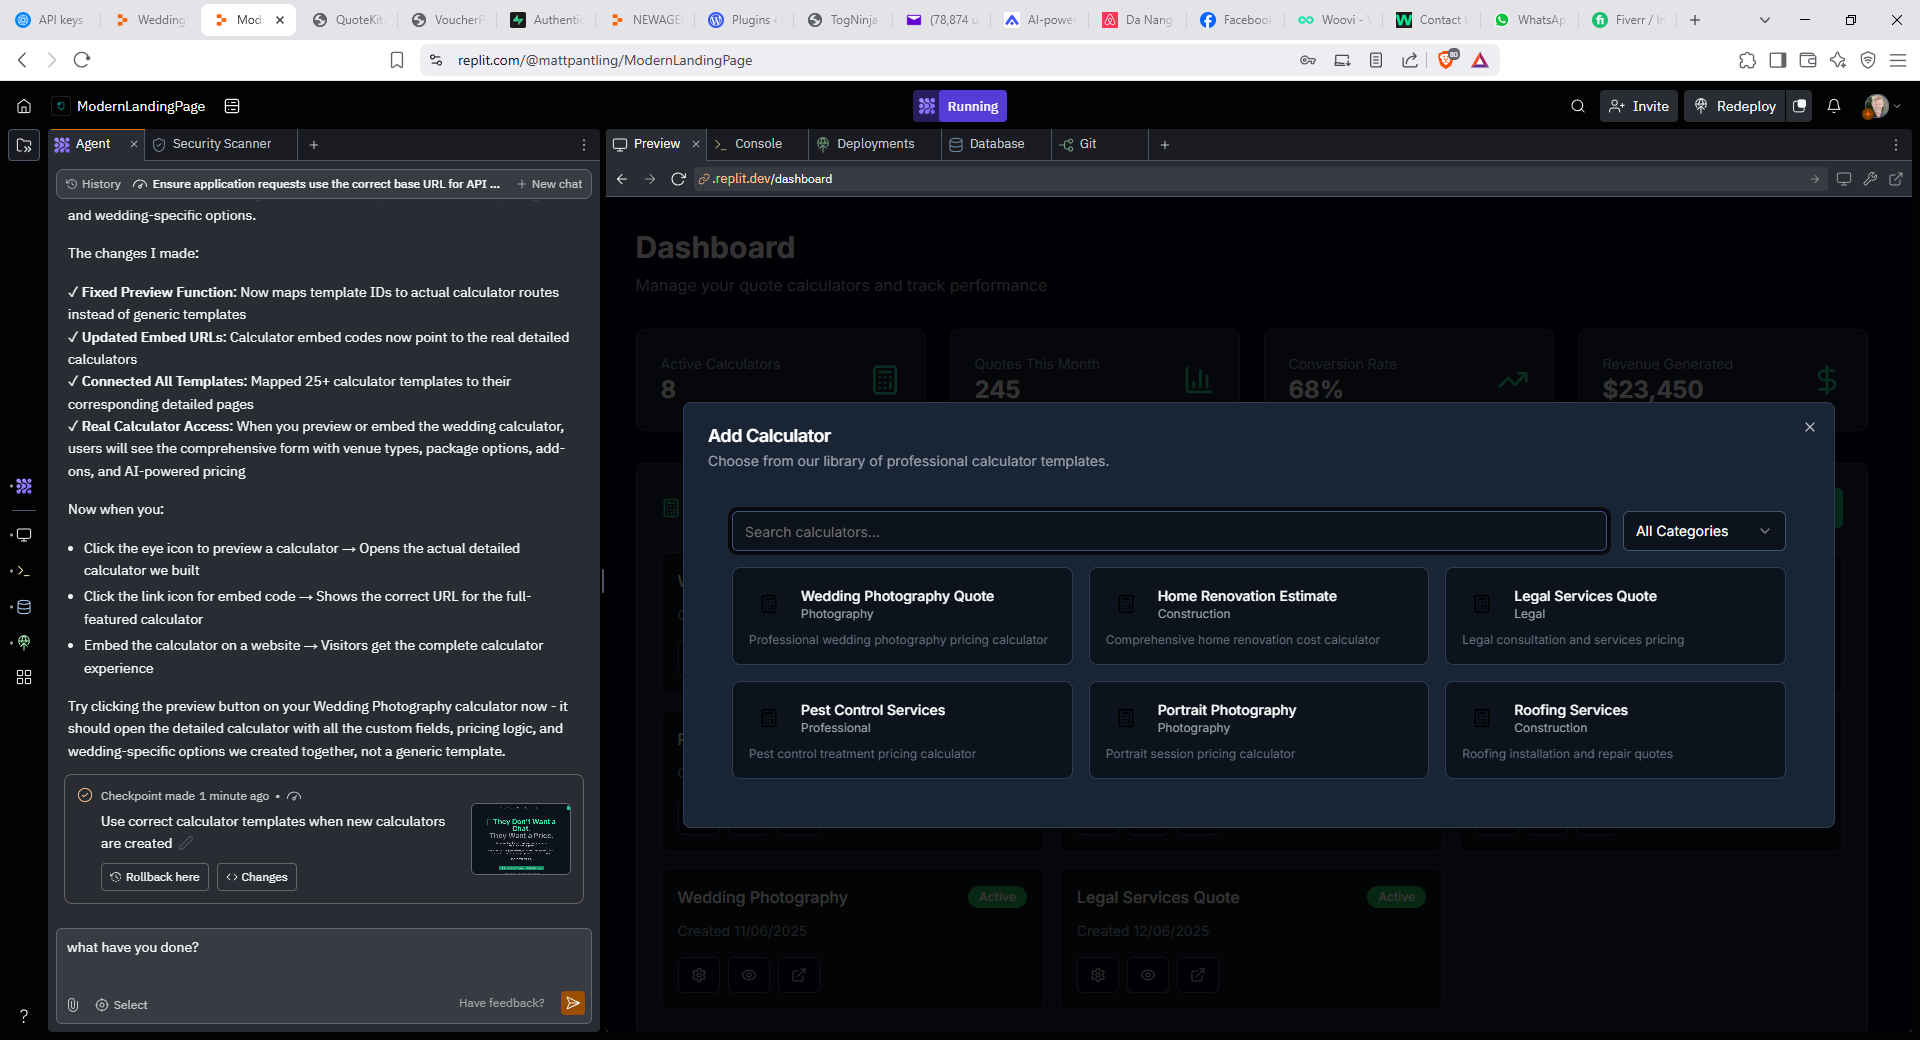 API keys
Wedding
Mod
QuoteKit
VoucherP
Authentic
NEWAGE
Plugins
TogNinja
(78,874 u
AI-power
Da Nang
Facebook
Woovi -
Contact
WhatsAp
Fiverr / I
replit.com/@mattpantling/ModernLandingPage
80
ModernLandingPage
Running
Invite
Redeploy
Agent
Security Scanner
History
Ensure application requests use the correct base URL for API ...
New chat
and wedding-specific options.
The changes I made:
✓ Fixed Preview Function: Now maps template IDs to actual calculator routes
instead of generic templates
✓ Updated Embed URLs: Calculator embed codes now point to the real detailed
calculators
✓ Connected All Templates: Mapped 25+ calculator templates to their
corresponding detailed pages
✓ Real Calculator Access: When you preview or embed the wedding calculator,
users will see the comprehensive form with venue types, package options, add-
ons, and AI-powered pricing
Now when you:
• Click the eye icon to preview a calculator → Opens the actual detailed
calculator we built
• Click the link icon for embed code → Shows the correct URL for the full-
featured calculator
• Embed the calculator on a website → Visitors get the complete calculator
experience
Try clicking the preview button on your Wedding Photography calculator now - it
should open the detailed calculator with all the custom fields, pricing logic, and
wedding-specific options we created together, not a generic template.
Checkpoint made 1 minute ago •
Use correct calculator templates when new calculators
are created
They Don't Want a
Chat.
They Want a Price.
Rollback here
Changes
what have you done?
Select
Have feedback?
?
Preview
Console
Deployments
Database
Git
.replit.dev/dashboard
Dashboard
Manage your quote calculators and track performance
Active Calculators
8
Quotes This Month
245
Conversion Rate
68%
Revenue Generated
$23,450
Add Calculator
Choose from our library of professional calculator templates.
Search calculators...
All Categories
Wedding Photography Quote
Photography
Professional wedding photography pricing calculator
Home Renovation Estimate
Construction
Comprehensive home renovation cost calculator
Legal Services Quote
Legal
Legal consultation and services pricing
Pest Control Services
Professional
Pest control treatment pricing calculator
Portrait Photography
Photography
Portrait session pricing calculator
Roofing Services
Construction
Roofing installation and repair quotes
Wedding Photography
Active
Created 11/06/2025
Legal Services Quote
Active
Created 12/06/2025